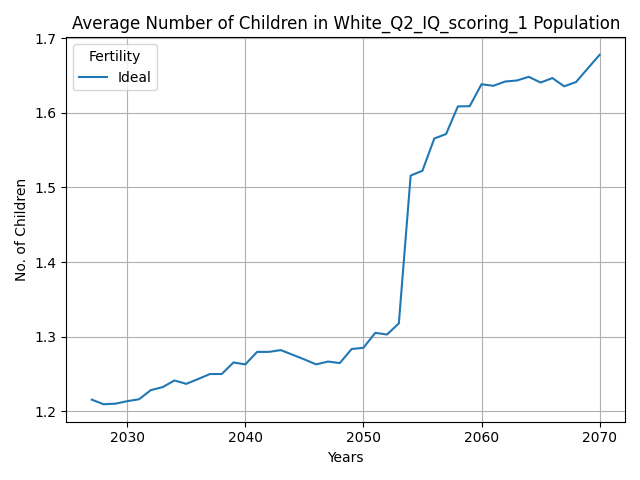 Average Number of Children in White_Q2_IQ_scoring_1 Population
Fertility
Ideal
1.7
1.6
1.5
1.4
1.3
1.2
No. of Children
2030 2040 2050 2060 2070
Years